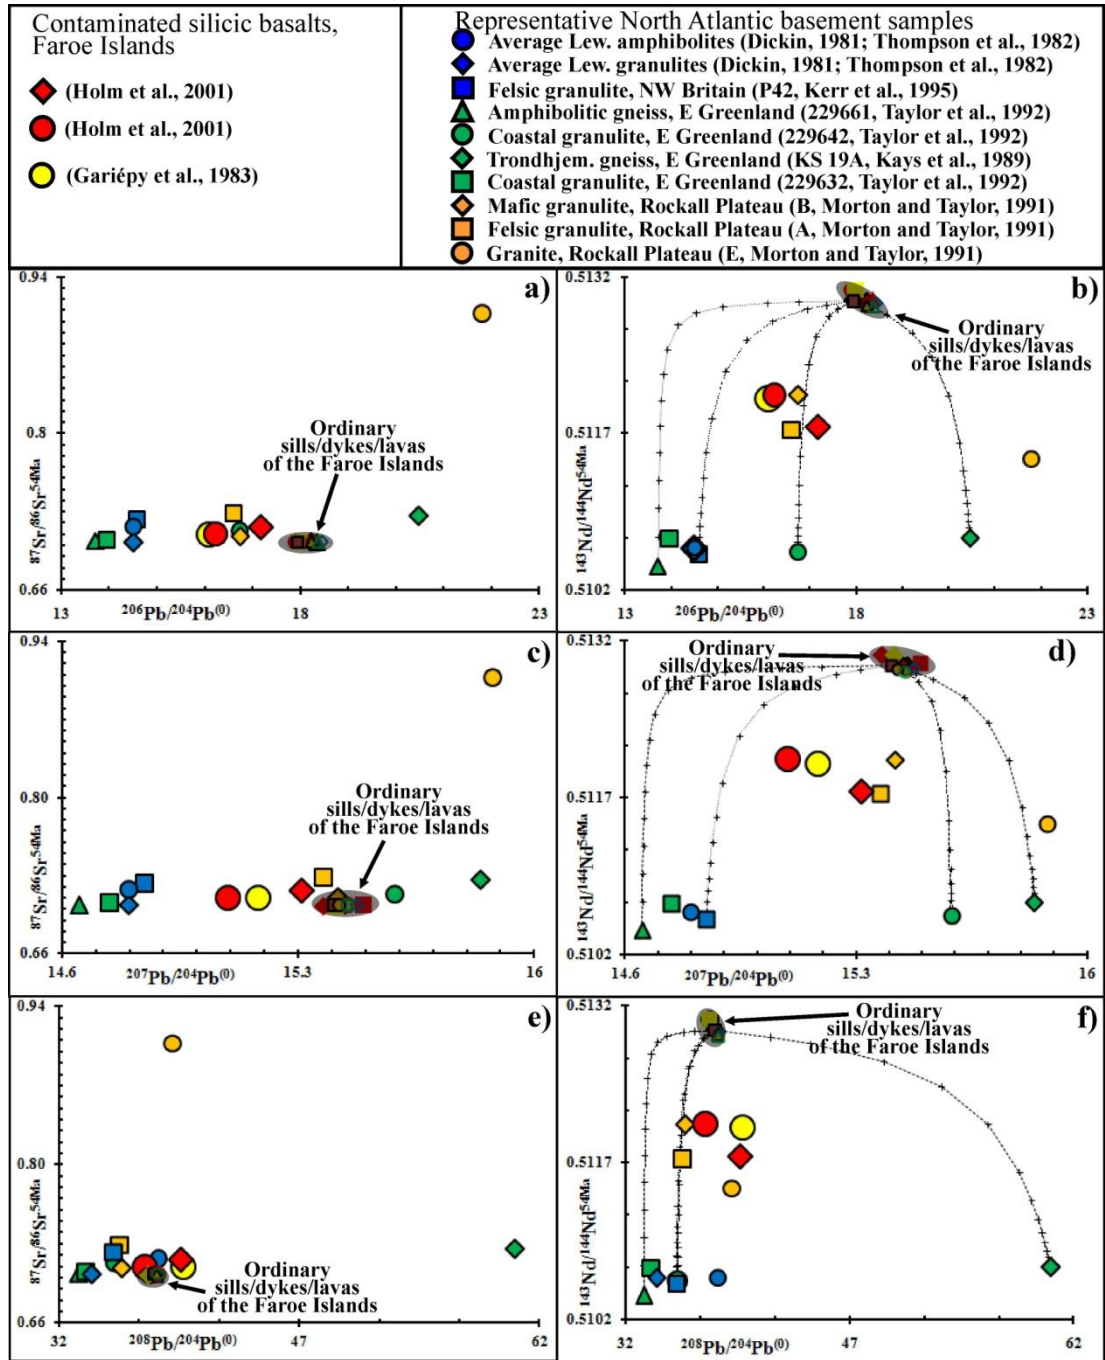 Contaminated silicic basalts,
Faroe Islands
(Holm et al., 2001)
(Holm et al., 2001)
(Gariépy et al., 1983)
Representative North Atlantic basement samples
Average Lew. amphibolites (Dickin, 1981; Thompson et al., 1982)
Average Lew. granulites (Dickin, 1981; Thompson et al., 1982)
Felsic granulite, NW Britain (P42, Kerr et al., 1995)
Amphibolitic gneiss, E Greenland (229661, Taylor et al., 1992)
Coastal granulite, E Greenland (229642, Taylor et al., 1992)
Trondhjem. gneiss, E Greenland (KS 19A, Kays et al., 1989)
Coastal granulite, E Greenland (229632, Taylor et al., 1992)
Mafic granulite, Rockall Plateau (B, Morton and Taylor, 1991)
Felsic granulite, Rockall Plateau (A, Morton and Taylor, 1991)
Granite, Rockall Plateau (E, Morton and Taylor, 1991)
a)
0.94
0.8
0.66
87Sr/86Sr54Ma
Ordinary
sills/dykes/lavas
of the Faroe Islands
13 18 23
206Pb/204Pb(0)
b)
0.5132
0.5117
0.5102
143Nd/144Nd54Ma
Ordinary
sills/dykes/lavas
of the Faroe Islands
13 18 23
206Pb/204Pb(0)
c)
0.94
0.80
0.66
87Sr/86Sr54Ma
Ordinary
sills/dykes/lavas
of the Faroe Islands
14.6 15.3 16
207Pb/204Pb(0)
d)
0.5132
0.5117
0.5102
143Nd/144Nd54Ma
Ordinary
sills/dykes/lavas
of the Faroe Islands
14.6 15.3 16
207Pb/204Pb(0)
e)
0.94
0.80
0.66
87Sr/86Sr54Ma
Ordinary
sills/dykes/lavas
of the Faroe Islands
32 47 62
208Pb/204Pb(0)
f)
0.5132
0.5117
0.5102
143Nd/144Nd54Ma
Ordinary
sills/dykes/lavas
of the Faroe Islands
32 47 62
208Pb/204Pb(0)